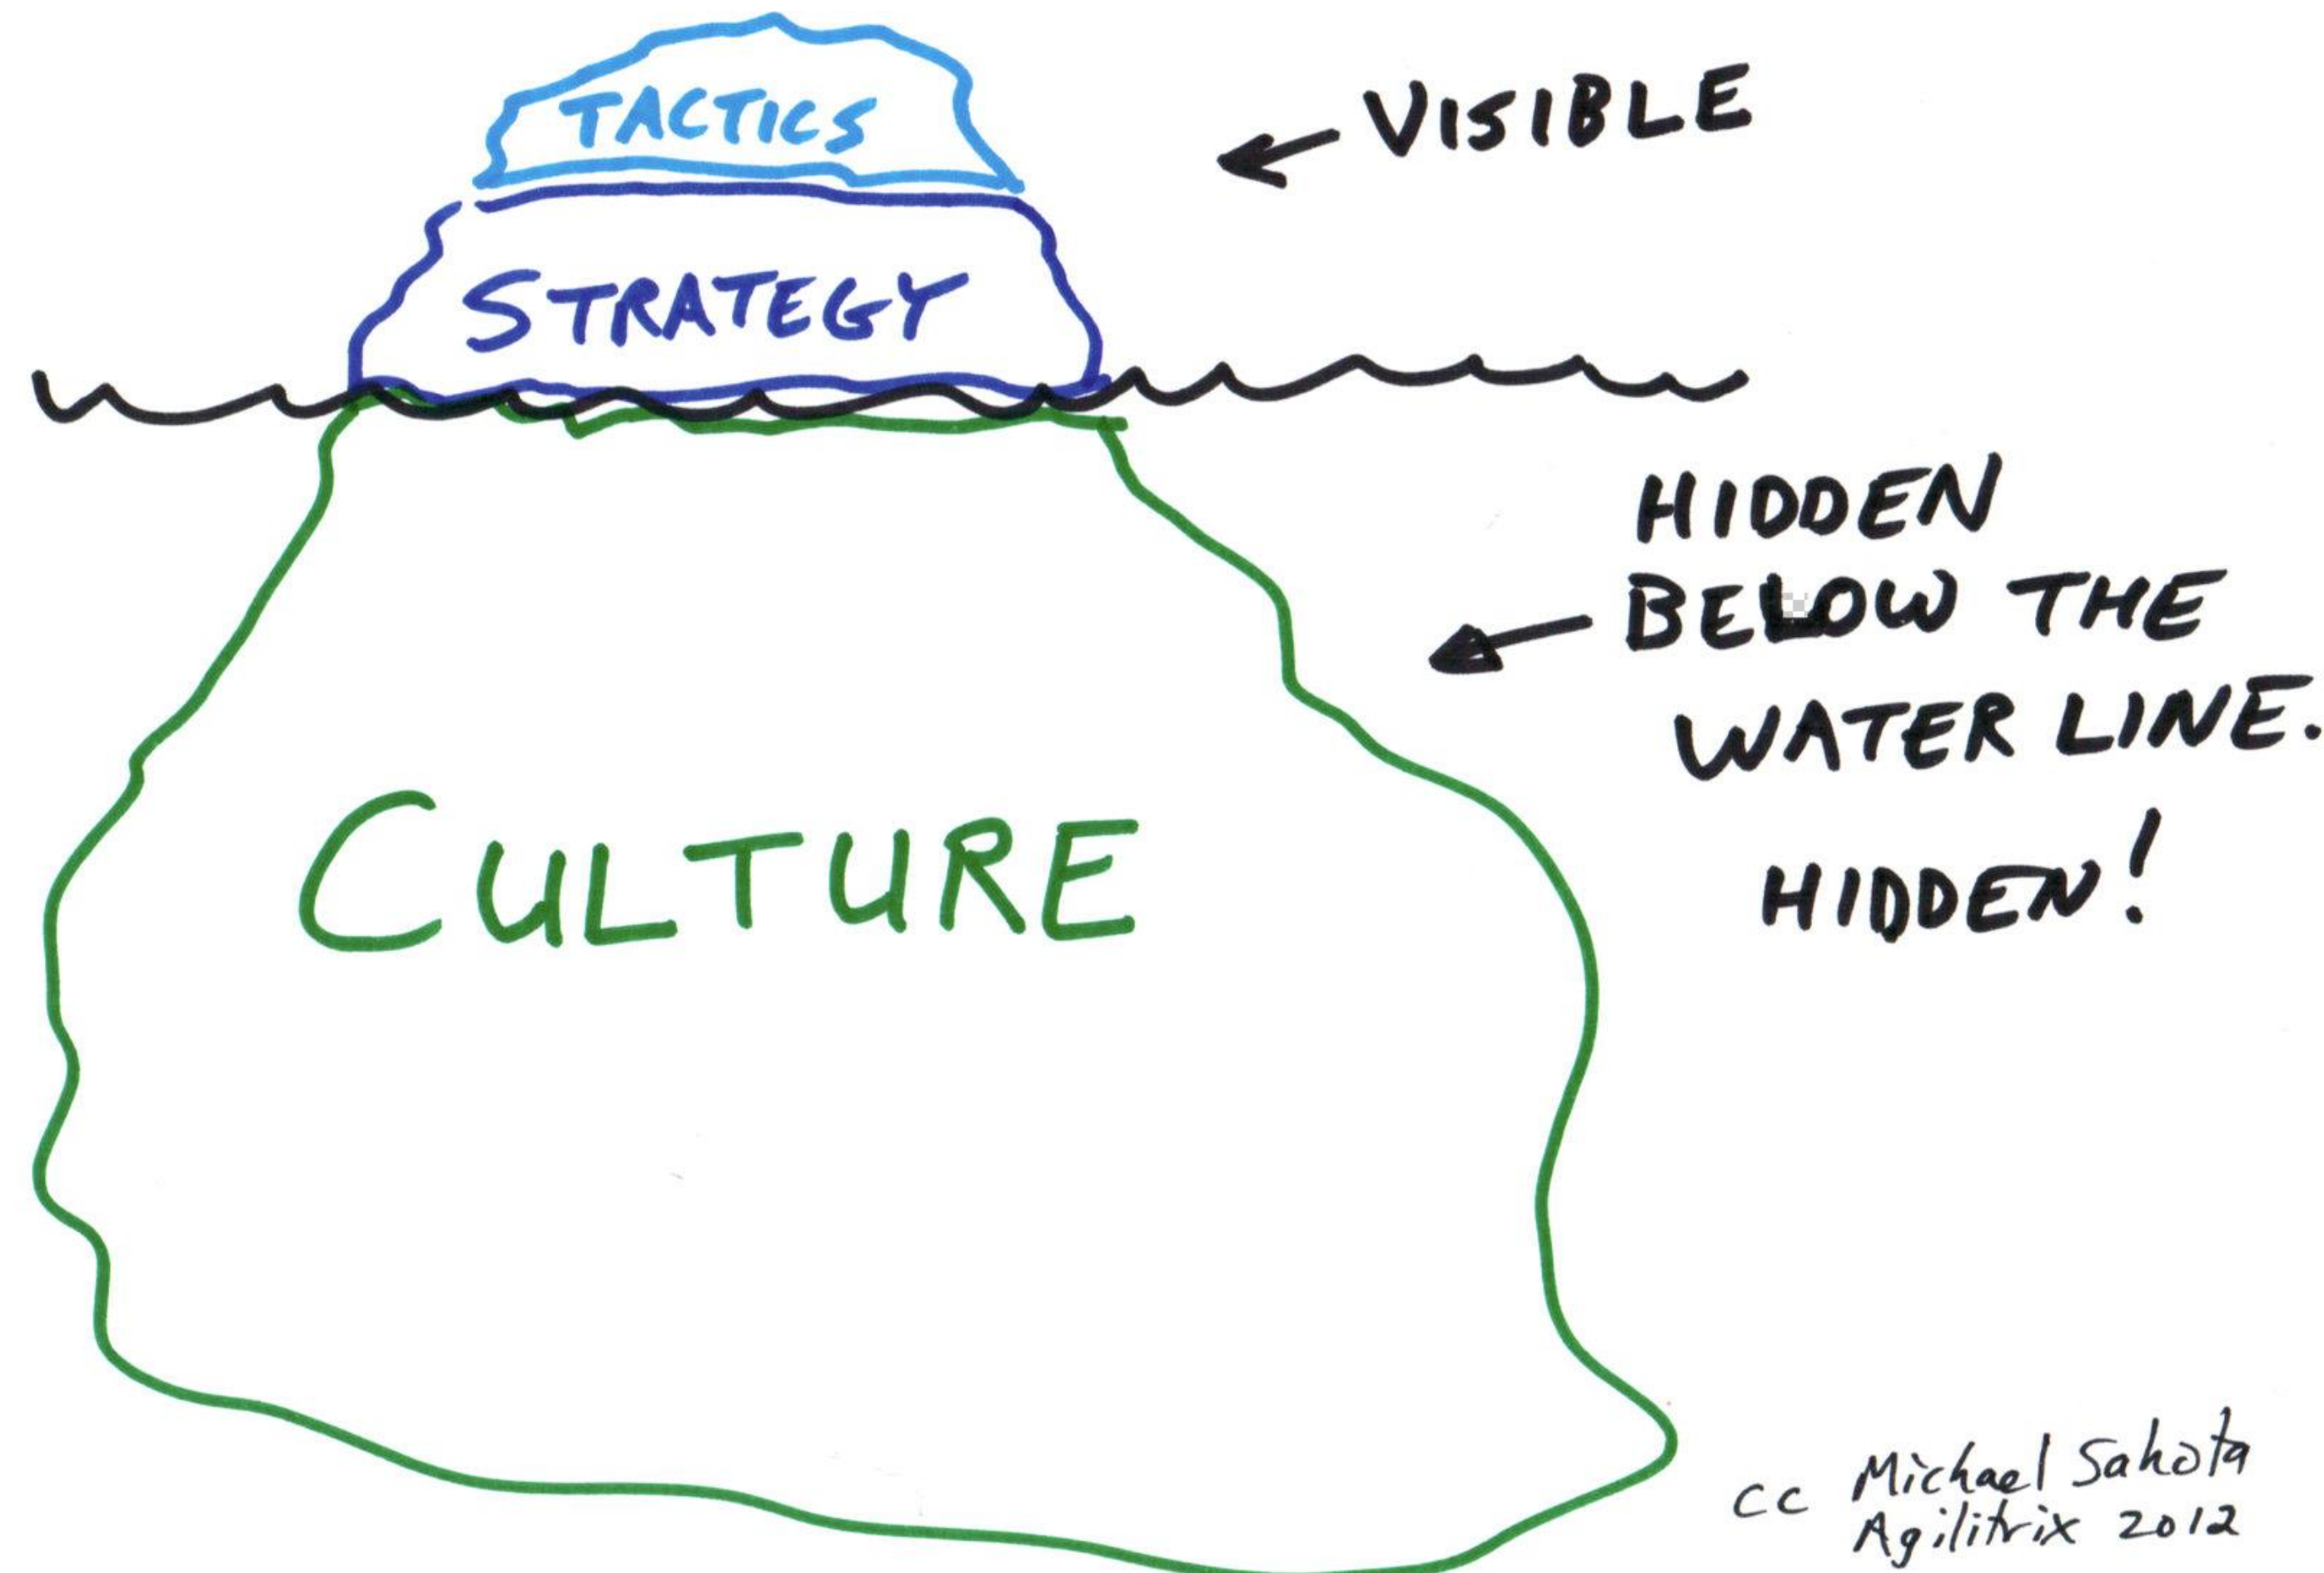 TACTICS
VISIBLE
STRATEGY
HIDDEN
BELOW THE
WATER LINE.
HIDDEN!
CULTURE
cc Michael Sahota
Agilitrix 2012